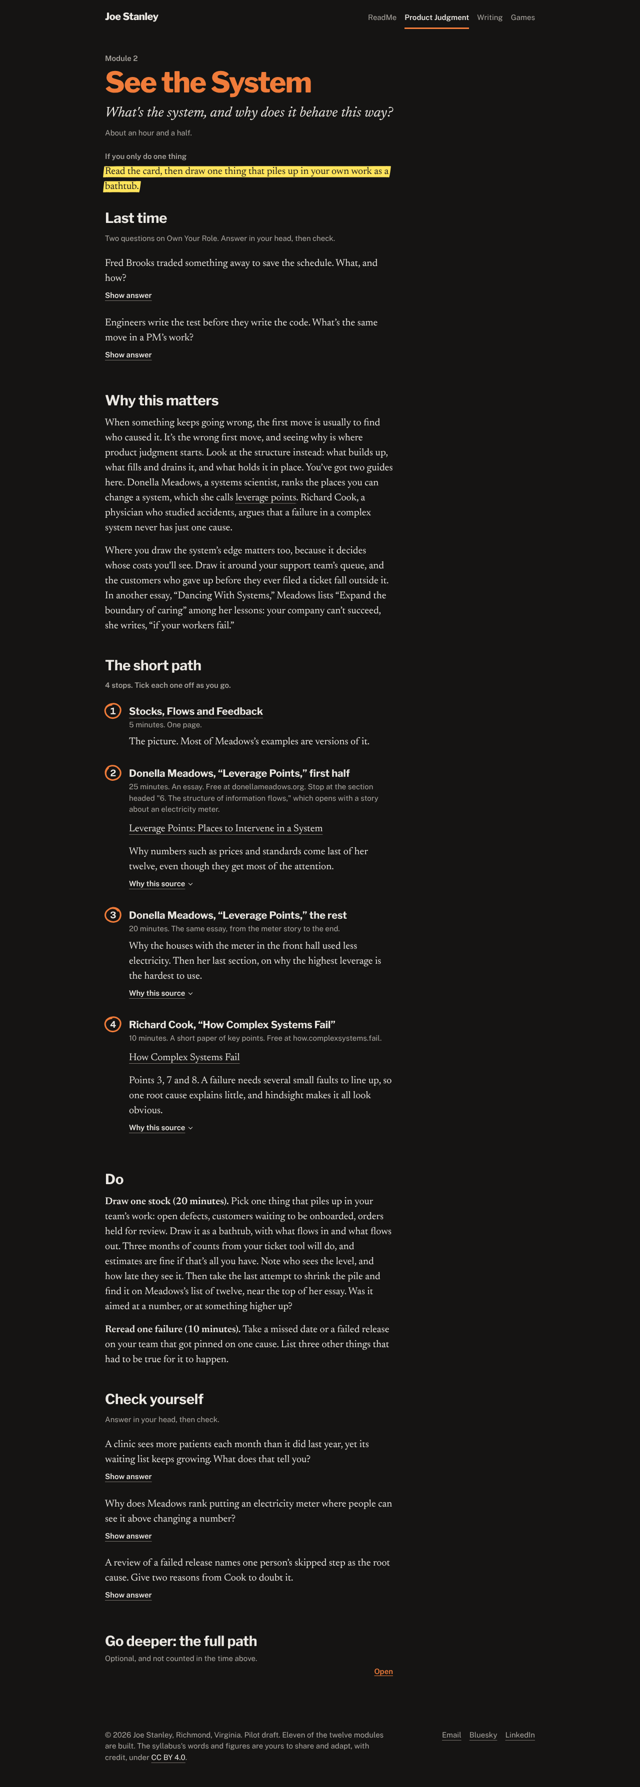 Joe Stanley
ReadMe Product Judgment Writing Games
Module 2
See the System
What's the system, and why does it behave this way?
About an hour and a half.
If you only do one thing
Read the card, then draw one thing that piles up in your own work as a
bathtub.
Last time
Two questions on Own Your Role. Answer in your head, then check.
Fred Brooks traded something away to save the schedule. What, and
how?
Show answer
Engineers write the test before they write the code. What’s the same
move in a PM’s work?
Show answer
Why this matters
When something keeps going wrong, the first move is usually to find
who caused it. It’s the wrong first move, and seeing why is where
product judgment starts. Look at the structure instead: what builds up,
what fills and drains it, and what holds it in place. You’ve got two guides
here. Donella Meadows, a systems scientist, ranks the places you can
change a system, which she calls leverage points. Richard Cook, a
physician who studied accidents, argues that a failure in a complex
system never has just one cause.
Where you draw the system’s edge matters too, because it decides
whose costs you’ll see. Draw it around your support team’s queue, and
the customers who gave up before they ever filed a ticket fall outside it.
In another essay, “Dancing With Systems,” Meadows lists “Expand the
boundary of caring” among her lessons: your company can’t succeed,
she writes, “if your workers fail.”
The short path
4 stops. Tick each one off as you go.
1 Stocks, Flows and Feedback
5 minutes. One page.
The picture. Most of Meadows’s examples are versions of it.
2 Donella Meadows, “Leverage Points,” first half
25 minutes. An essay. Free at donellameadows.org. Stop at the section
headed "6. The structure of information flows," which opens with a story
about an electricity meter.
Leverage Points: Places to Intervene in a System
Why numbers such as prices and standards come last of her
twelve, even though they get most of the attention.
Why this source
3 Donella Meadows, “Leverage Points,” the rest
20 minutes. The same essay, from the meter story to the end.
Why the houses with the meter in the front hall used less
electricity. Then her last section, on why the highest leverage is
the hardest to use.
Why this source
4 Richard Cook, “How Complex Systems Fail”
10 minutes. A short paper of key points. Free at how.complexsystems.fail.
How Complex Systems Fail
Points 3, 7 and 8. A failure needs several small faults to line up, so
one root cause explains little, and hindsight makes it all look
obvious.
Why this source
Do
Draw one stock (20 minutes). Pick one thing that piles up in your
team’s work: open defects, customers waiting to be onboarded, orders
held for review. Draw it as a bathtub, with what flows in and what flows
out. Three months of counts from your ticket tool will do, and
estimates are fine if that’s all you have. Note who sees the level, and
how late they see it. Then take the last attempt to shrink the pile and
find it on Meadows’s list of twelve, near the top of her essay. Was it
aimed at a number, or at something higher up?
Reread one failure (10 minutes). Take a missed date or a failed release
on your team that got pinned on one cause. List three other things that
had to be true for it to happen.
Check yourself
Answer in your head, then check.
A clinic sees more patients each month than it did last year, yet its
waiting list keeps growing. What does that tell you?
Show answer
Why does Meadows rank putting an electricity meter where people can
see it above changing a number?
Show answer
A review of a failed release names one person’s skipped step as the root
cause. Give two reasons from Cook to doubt it.
Show answer
Go deeper: the full path
Optional, and not counted in the time above.
Open
© 2026 Joe Stanley, Richmond, Virginia. Pilot draft. Eleven of the twelve modules
are built. The syllabus’s words and figures are yours to share and adapt, with
credit, under CC BY 4.0.
Email Bluesky LinkedIn